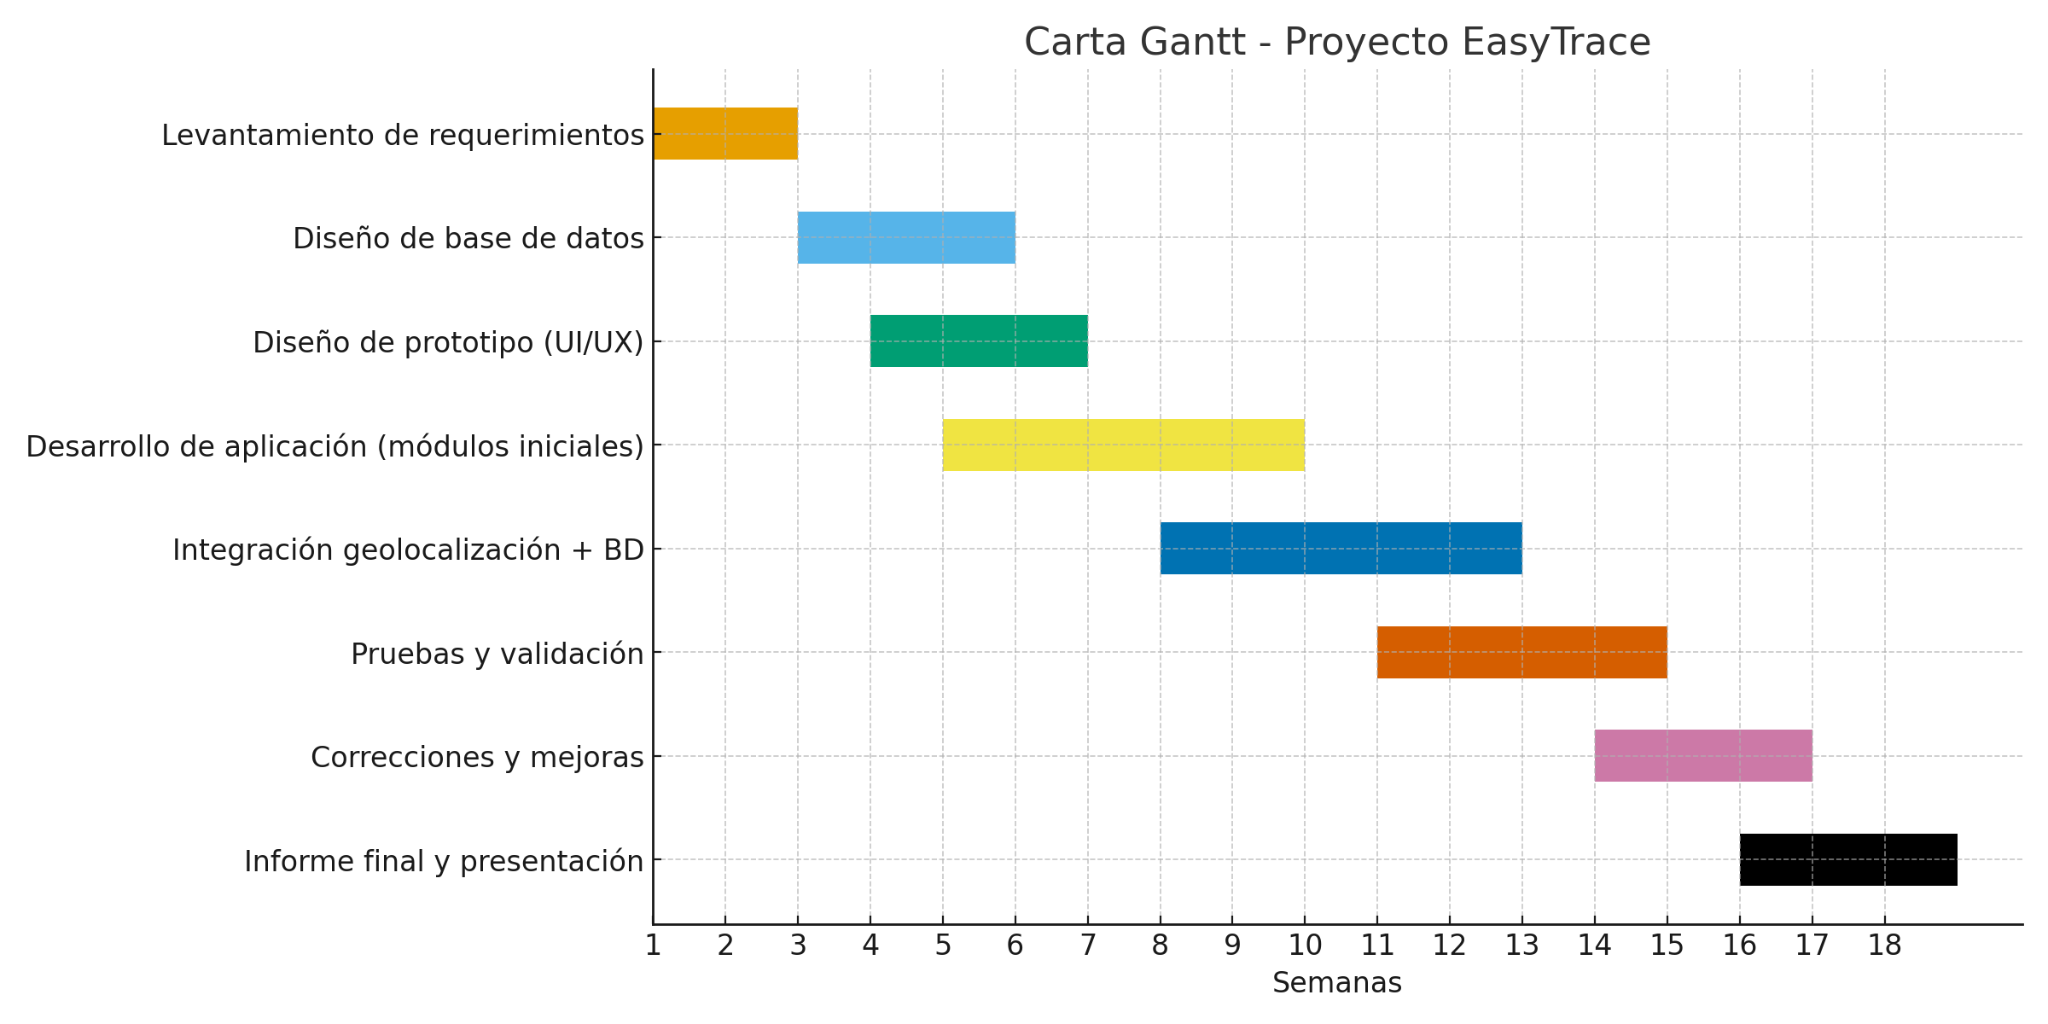 Carta Gantt - Proyecto EasyTrace
Levantamiento de requerimientos
Diseño de base de datos
Diseño de prototipo (UI/UX)
Desarrollo de aplicación (módulos iniciales)
Integración geolocalización + BD
Pruebas y validación
Correcciones y mejoras
Informe final y presentación
1 2 3 4 5 6 7 8 9 10 11 12 13 14 15 16 17 18
Semanas